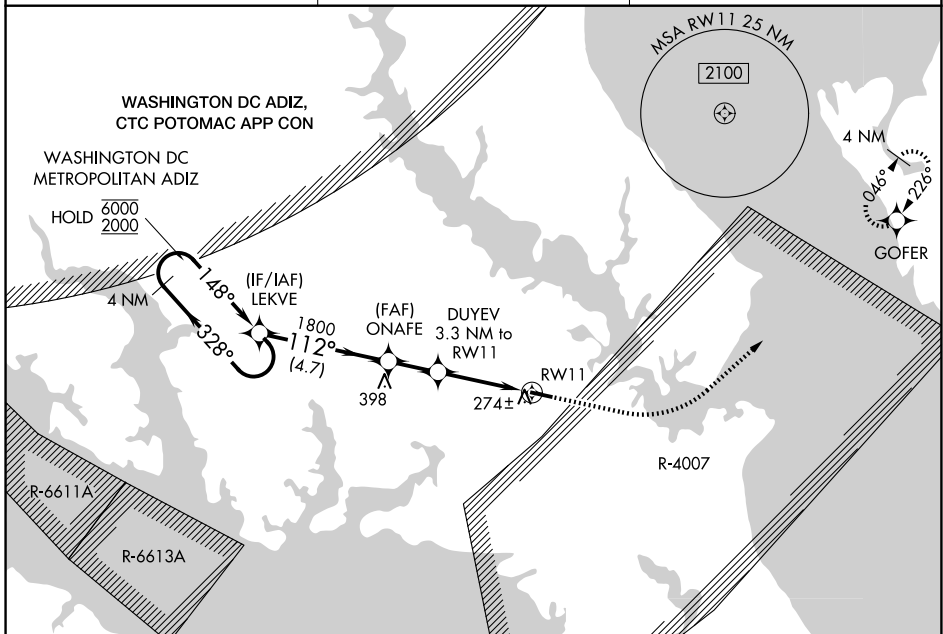 MSA RW11 25 NM
2100
WASHINGTON DC ADIZ,
CTC POTOMAC APP CON
WASHINGTON DC
METROPOLITAN ADIZ
HOLD 6000
2000
4 NM
046°
226°
GOFER
148°
4 NM
328°
(IF/IAF)
LEKVE
1800
112°
(4.7)
(FAF)
ONAFE
398
DUYEV
3.3 NM to
RW11
RW11
274±
R-4007
R-6611A
R-6613A